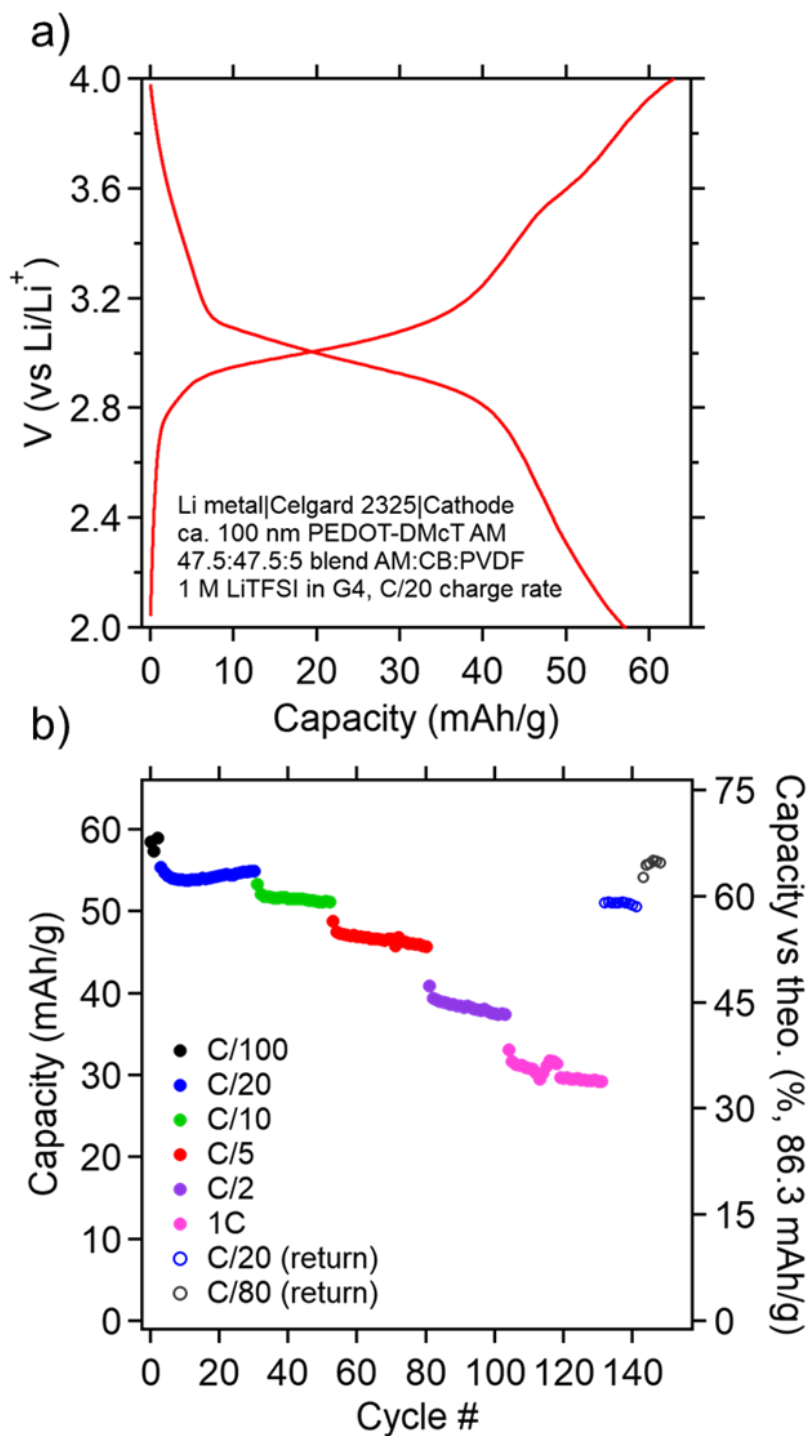 a)
4.0
3.6
3.2
2.8
2.4
2.0
V (vs Li/Li⁺)
Li metal|Celgard 2325|Cathode
ca. 100 nm PEDOT-DMcT AM
47.5:47.5:5 blend AM:CB:PVDF
1 M LiTFSI in G4, C/20 charge rate
0 10 20 30 40 50 60
Capacity (mAh/g)
b)
60
50
40
30
20
10
0
Capacity (mAh/g)
C/100
C/20
C/10
C/5
C/2
1C
C/20 (return)
C/80 (return)
75
60
45
30
15
0
Capacity vs theo. (%, 86.3 mAh/g)
0 20 40 60 80 100 120 140
Cycle #